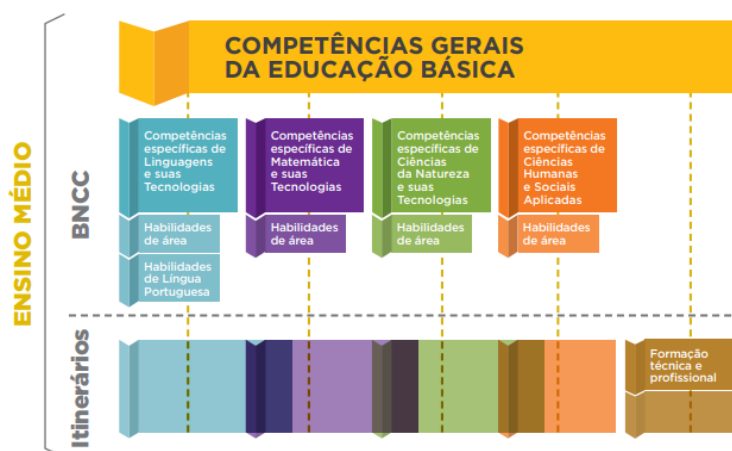 COMPETÊNCIAS GERAIS
DA EDUCAÇÃO BÁSICA
ENSINO MÉDIO
BNCC
Competências
específicas de
Linguagens
e suas
Tecnologias
Habilidades
de área
Habilidades
de Língua
Portuguesa
Competências
específicas de
Matemática
e suas
Tecnologias
Habilidades
de área
Competências
específicas de
Ciências
da Natureza
e suas
Tecnologias
Habilidades
de área
Competências
específicas de
Ciências
Humanas
e Sociais
Aplicadas
Habilidades
de área
Itinerários
Formação
técnica e
profissional